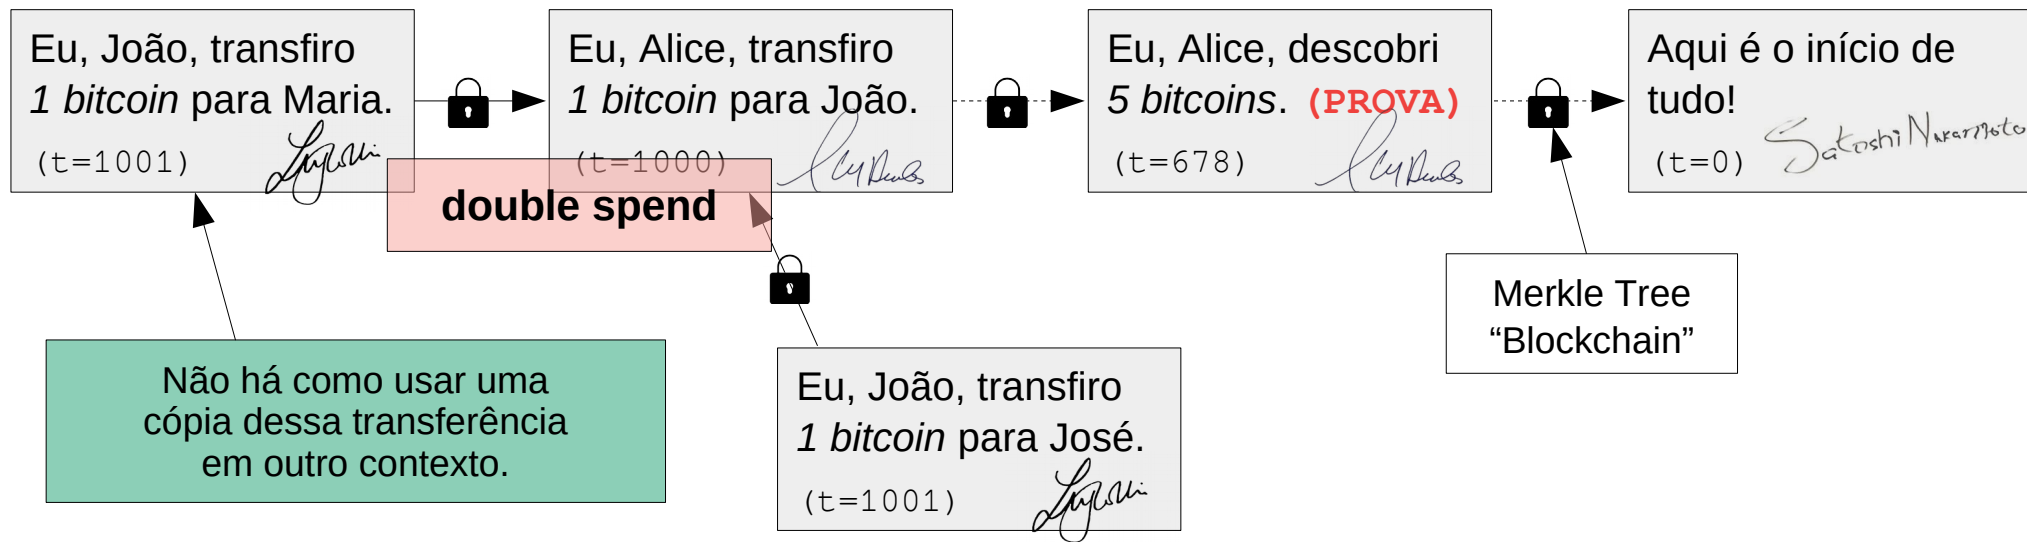 Eu, João, transfiro
1 bitcoin para Maria.
(t=1001)
Eu, Alice, transfiro
1 bitcoin para João.
(t=1000)
Eu, Alice, descobri
5 bitcoins. (PROVA)
(t=678)
Aqui é o início de
tudo!
(t=0)
Satoshi Nakamoto
double spend
Merkle Tree
“Blockchain”
Não há como usar uma
cópia dessa transferência
em outro contexto.
Eu, João, transfiro
1 bitcoin para José.
(t=1001)